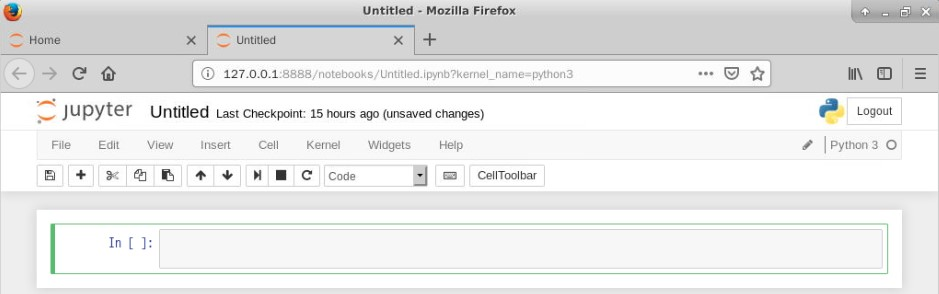 Untitled - Mozilla Firefox
Home
Untitled
127.0.0.1:8888/notebooks/Untitled.ipynb?kernel_name=python3
jupyter Untitled Last Checkpoint: 15 hours ago (unsaved changes) Logout
File Edit View Insert Cell Kernel Widgets Help Python 3
Code CellToolbar
In [ ]: